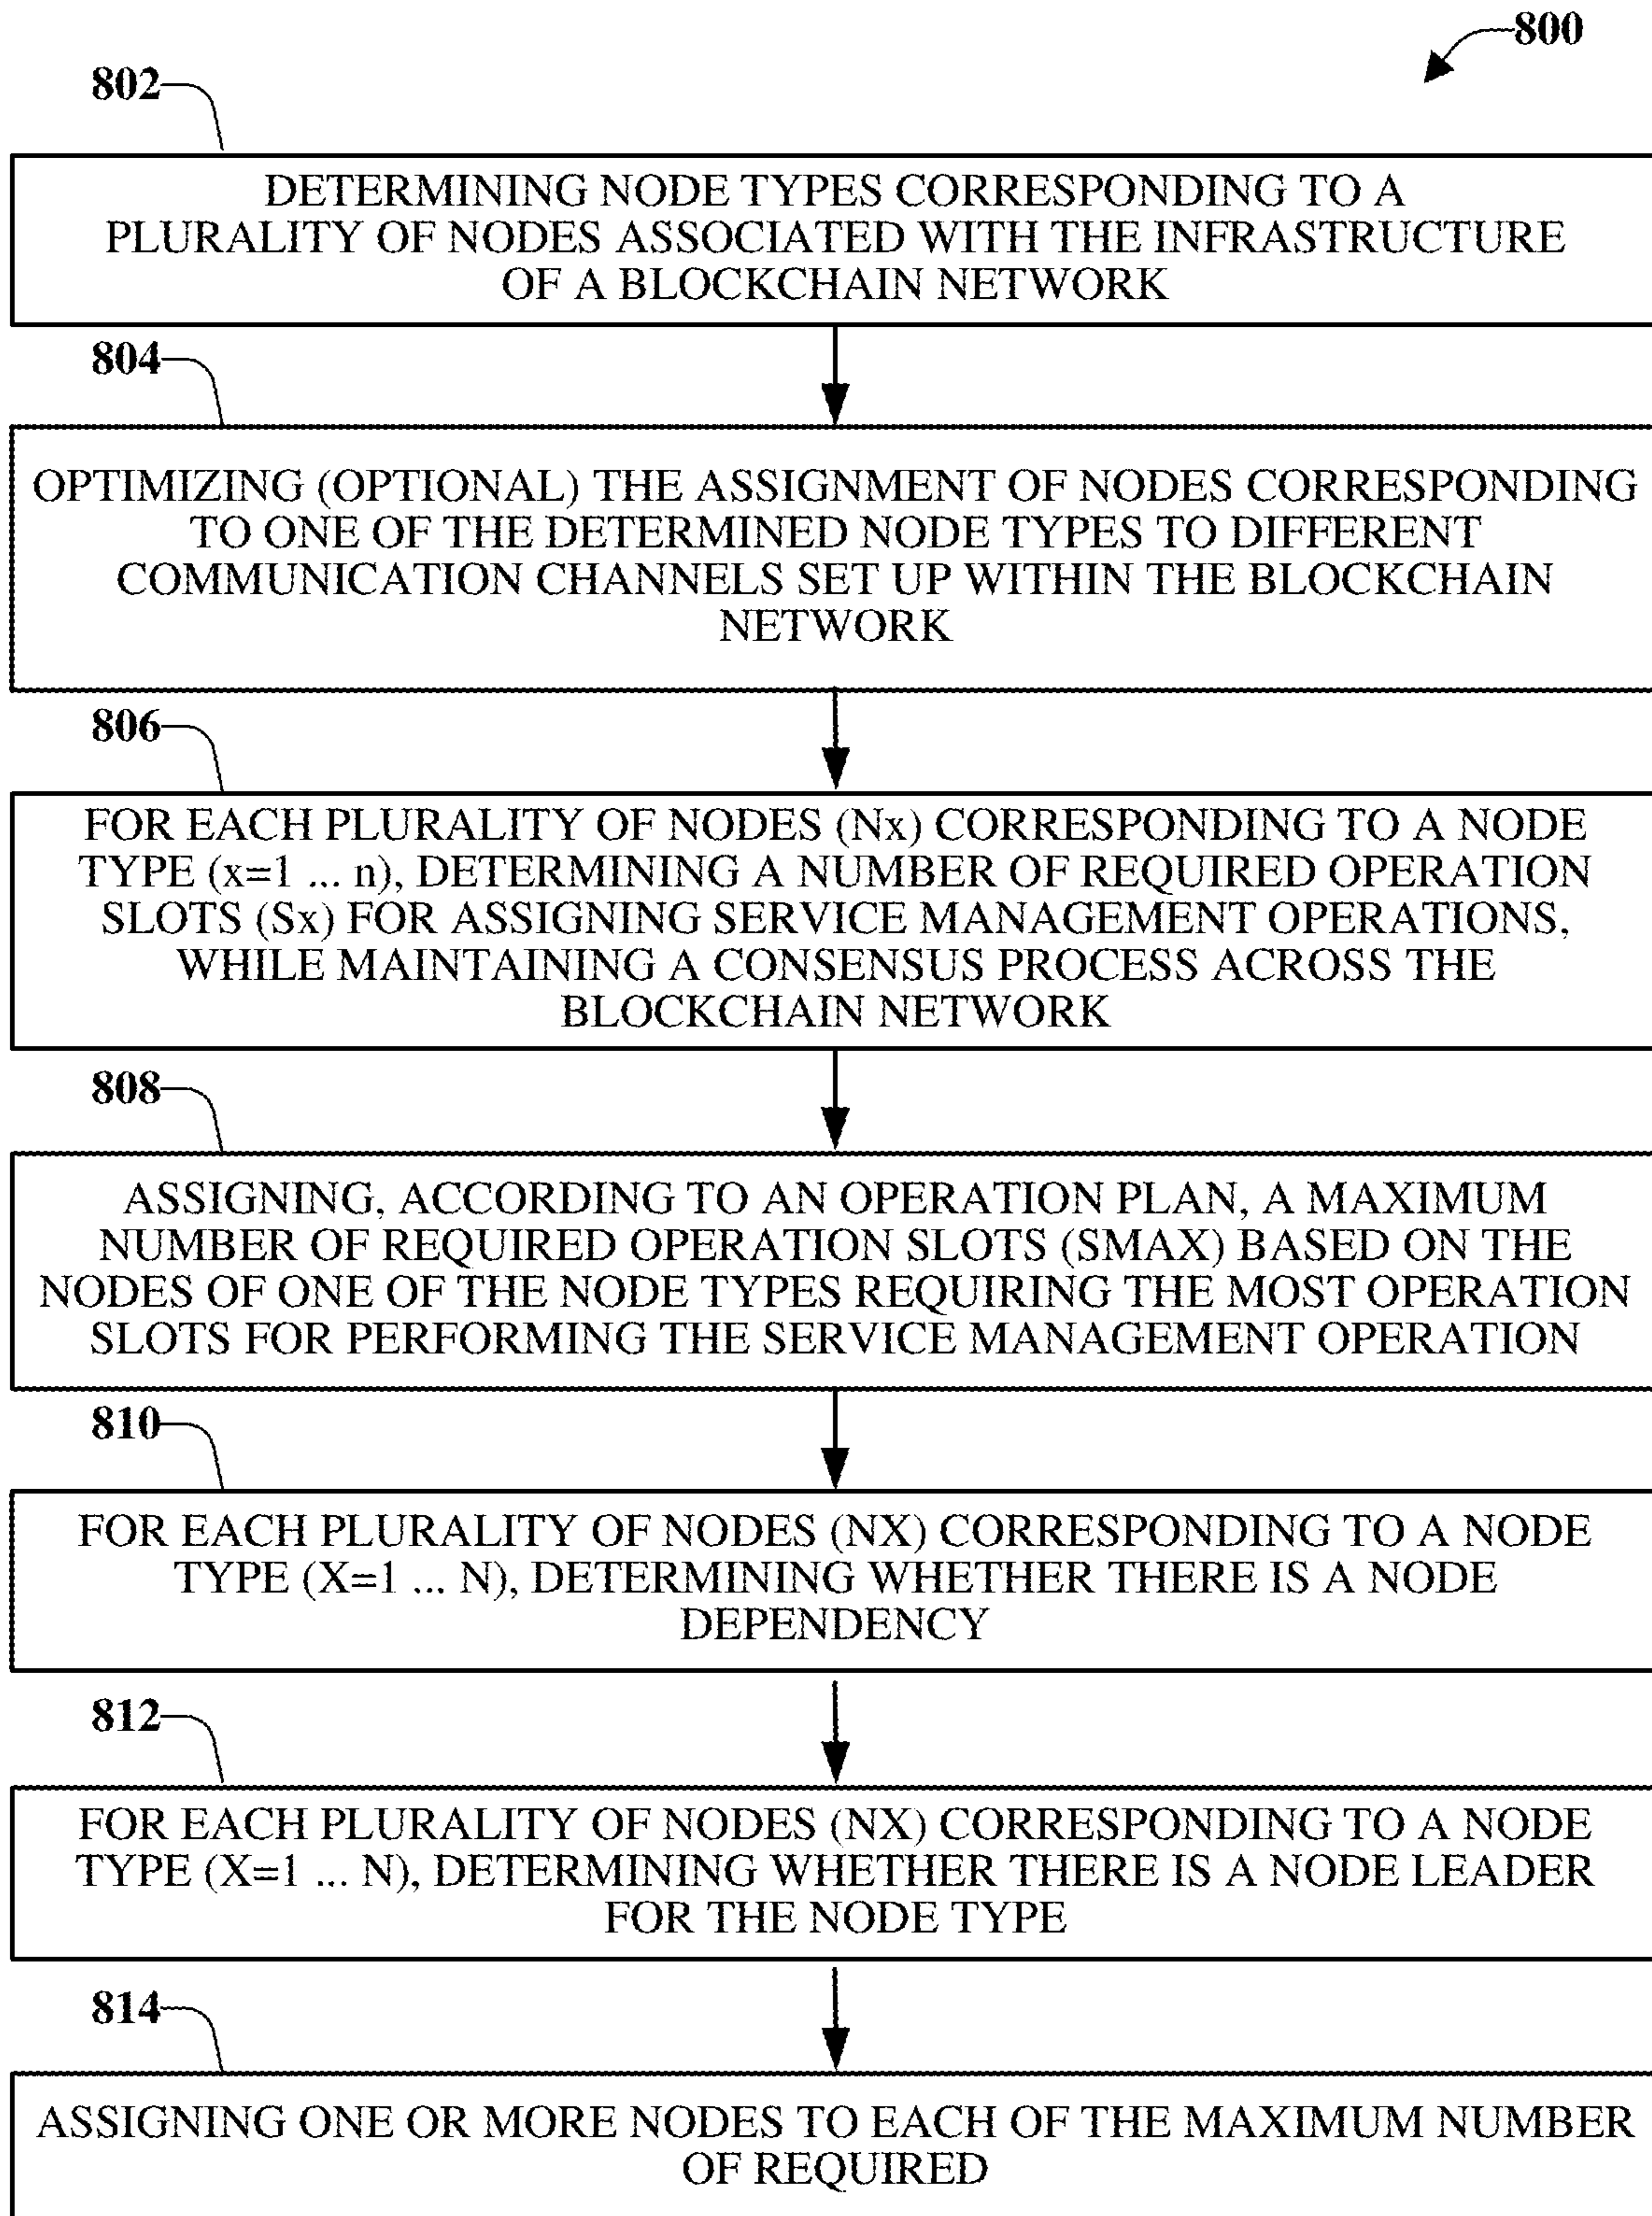 800
802
DETERMINING NODE TYPES CORRESPONDING TO A
PLURALITY OF NODES ASSOCIATED WITH THE INFRASTRUCTURE
OF A BLOCKCHAIN NETWORK
804
OPTIMIZING (OPTIONAL) THE ASSIGNMENT OF NODES CORRESPONDING
TO ONE OF THE DETERMINED NODE TYPES TO DIFFERENT
COMMUNICATION CHANNELS SET UP WITHIN THE BLOCKCHAIN
NETWORK
806
FOR EACH PLURALITY OF NODES (Nx) CORRESPONDING TO A NODE
TYPE (x=1 ... n), DETERMINING A NUMBER OF REQUIRED OPERATION
SLOTS (Sx) FOR ASSIGNING SERVICE MANAGEMENT OPERATIONS,
WHILE MAINTAINING A CONSENSUS PROCESS ACROSS THE
BLOCKCHAIN NETWORK
808
ASSIGNING, ACCORDING TO AN OPERATION PLAN, A MAXIMUM
NUMBER OF REQUIRED OPERATION SLOTS (SMAX) BASED ON THE
NODES OF ONE OF THE NODE TYPES REQUIRING THE MOST OPERATION
SLOTS FOR PERFORMING THE SERVICE MANAGEMENT OPERATION
810
FOR EACH PLURALITY OF NODES (NX) CORRESPONDING TO A NODE
TYPE (X=1 ... N), DETERMINING WHETHER THERE IS A NODE
DEPENDENCY
812
FOR EACH PLURALITY OF NODES (NX) CORRESPONDING TO A NODE
TYPE (X=1 ... N), DETERMINING WHETHER THERE IS A NODE LEADER
FOR THE NODE TYPE
814
ASSIGNING ONE OR MORE NODES TO EACH OF THE MAXIMUM NUMBER
OF REQUIRED